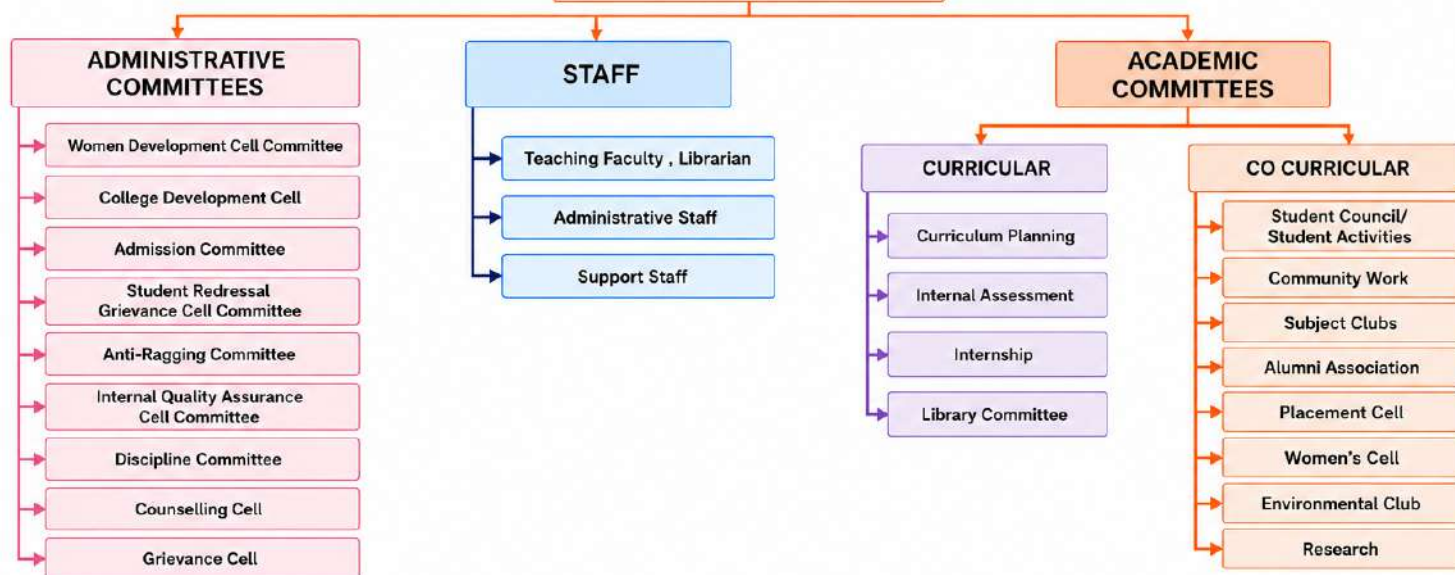 ADMINISTRATIVE
COMMITTEES
Women Development Cell Committee
College Development Cell
Admission Committee
Student Redressal
Grievance Cell Committee
Anti-Ragging Committee
Internal Quality Assurance
Cell Committee
Discipline Committee
Counselling Cell
Grievance Cell
STAFF
Teaching Faculty , Librarian
Administrative Staff
Support Staff
ACADEMIC
COMMITTEES
CURRICULAR
Curriculum Planning
Internal Assessment
Internship
Library Committee
CO CURRICULAR
Student Council/
Student Activities
Community Work
Subject Clubs
Alumni Association
Placement Cell
Women's Cell
Environmental Club
Research